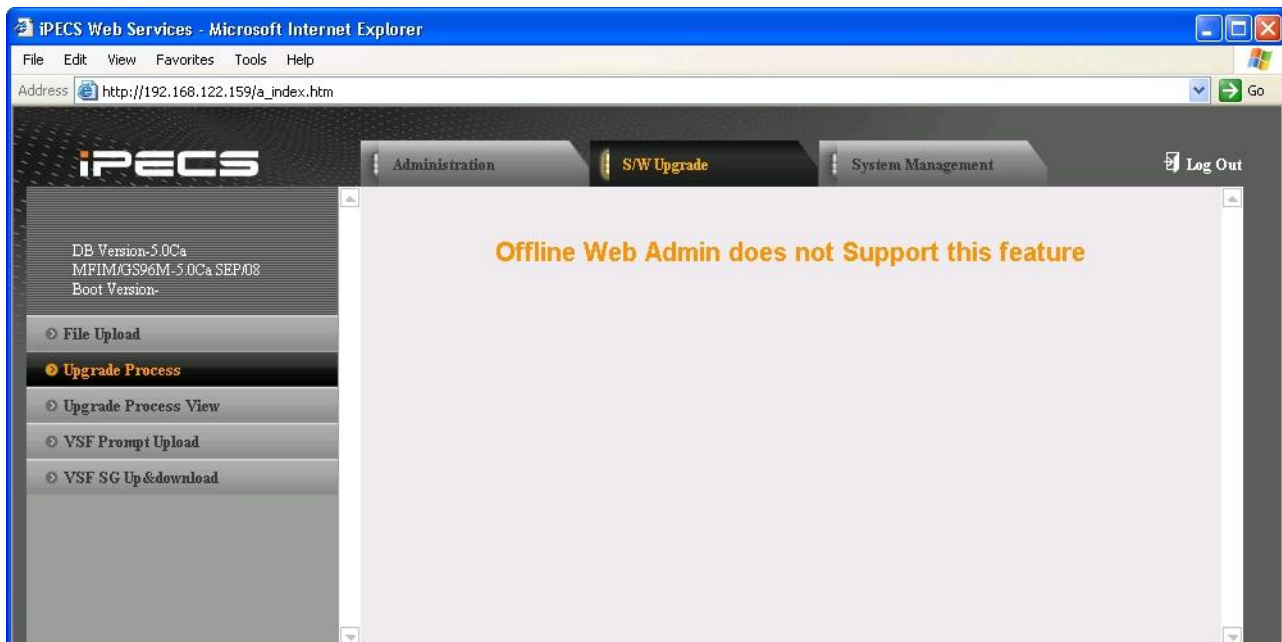 iPECS Web Services - Microsoft Internet Explorer
File Edit View Favorites Tools Help
Address http://192.168.122.159/a_index.htm Go
iPECS Administration S/W Upgrade System Management Log Out
DB Version-5.0Ca
MFIM/GS96M-5.0Ca SEP/08
Boot Version-
File Upload
Upgrade Process
Upgrade Process View
VSF Prompt Upload
VSF SG Up&download
Offline Web Admin does not Support this feature